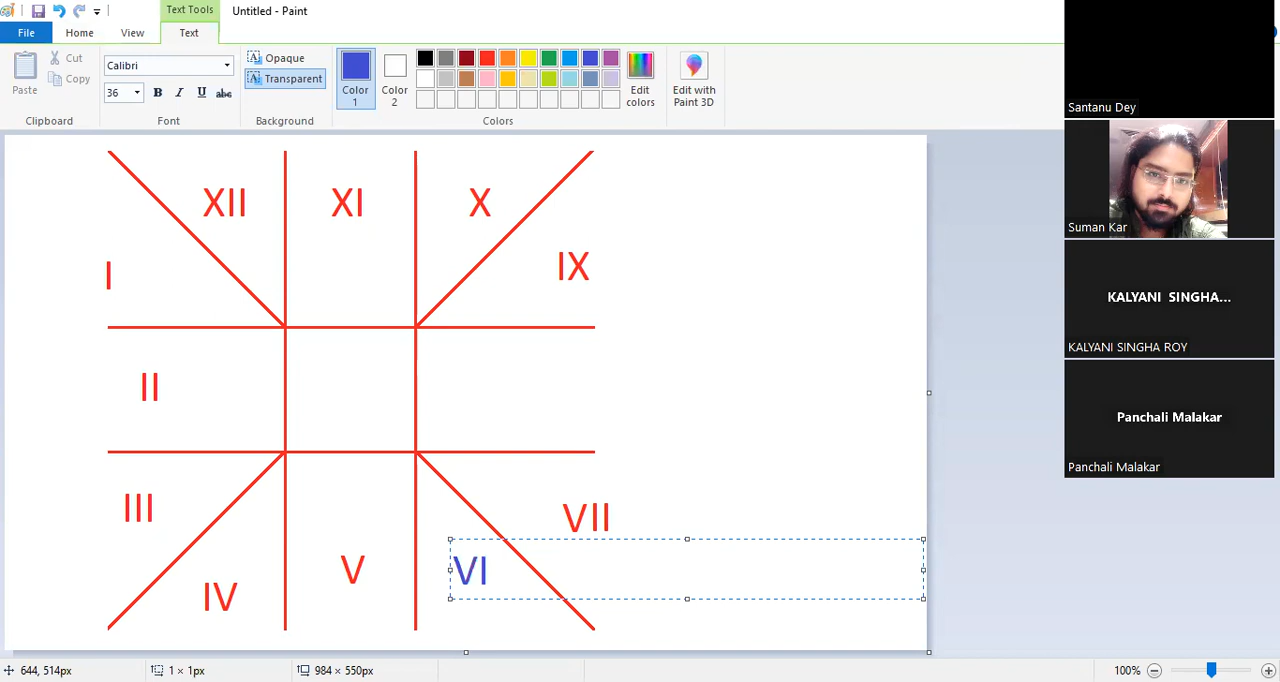 Text Tools
Untitled - Paint
File
Home
View
Text
Paste
Cut
Copy
Clipboard
Calibri
36
B I U abc
Font
Opaque
Transparent
Background
Color 1
Color 2
Edit colors
Colors
Edit with Paint 3D
XII
XI
X
I
IX
II
III
VII
IV
V
VI
Santanu Dey
Suman Kar
KALYANI SINGHA...
KALYANI SINGHA ROY
Panchali Malakar
Panchali Malakar
644, 514px
1 × 1px
984 × 550px
100%